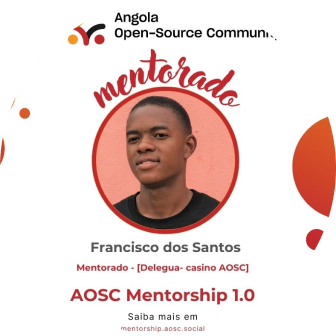 Angola
Open-Source Commun
mentorado
Francisco dos Santos
Mentorado - [Delegua- casino AOSC]
AOSC Mentorship 1.0
Saiba mais em
mentorship.aosc.social